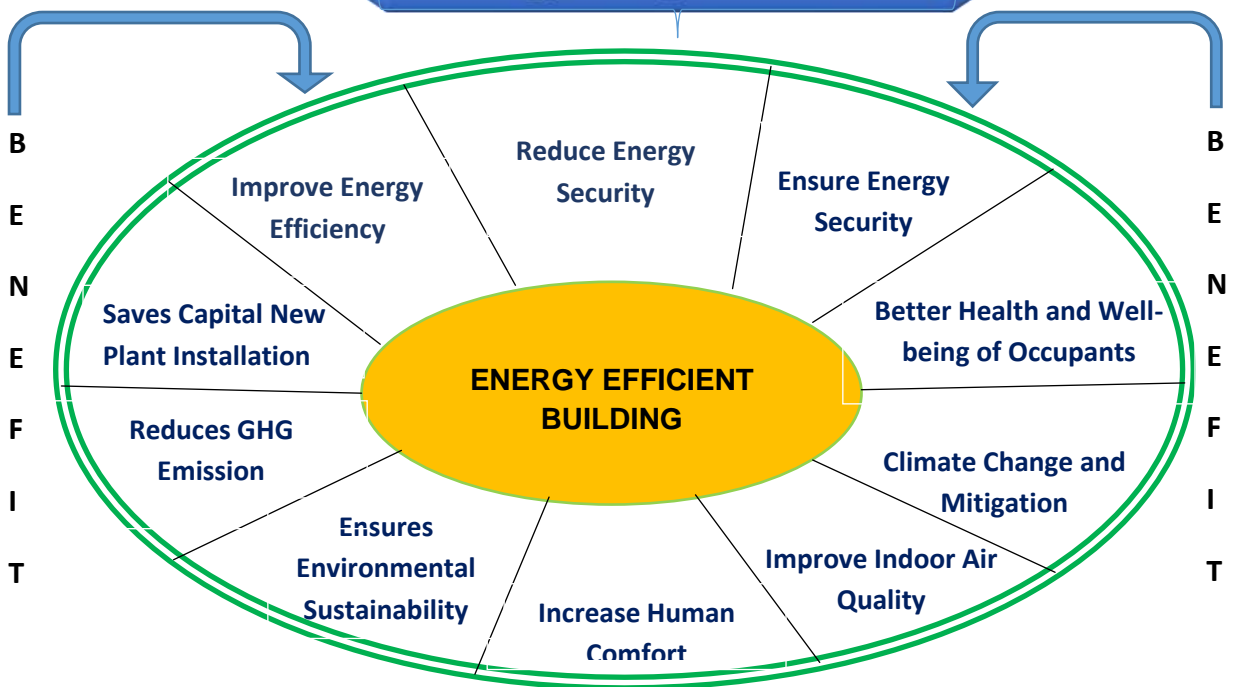 B
E
N
E
F
I
T
Reduce Energy
Security
Improve Energy
Efficiency
Ensure Energy
Security
Saves Capital New
Plant Installation
Better Health and Well-
being of Occupants
ENERGY EFFICIENT
BUILDING
Reduces GHG
Emission
Climate Change and
Mitigation
Ensures
Environmental
Sustainability
Improve Indoor Air
Quality
Increase Human
Comfort
B
E
N
E
F
I
T